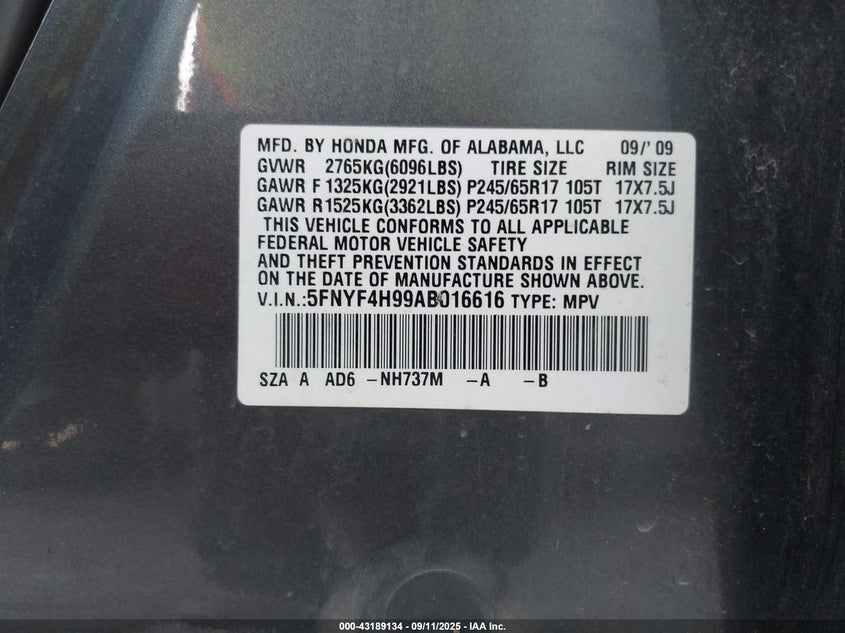 MFD. BY HONDA MFG. OF ALABAMA, LLC 09/'09
GVWR 2765KG(6096LBS) TIRE SIZE RIM SIZE
GAWR F 1325KG(2921LBS) P245/65R17 105T 17X7.5J
GAWR R1525KG(3362LBS) P245/65R17 105T 17X7.5J
THIS VEHICLE CONFORMS TO ALL APPLICABLE
FEDERAL MOTOR VEHICLE SAFETY
AND THEFT PREVENTION STANDARDS IN EFFECT
ON THE DATE OF MANUFACTURE SHOWN ABOVE.
V.I.N.:5FNYF4H99AB016616 TYPE: MPV
SZA A AD6 -NH737M -A -B
000-43189134 - 09/11/2025 - IAA Inc.